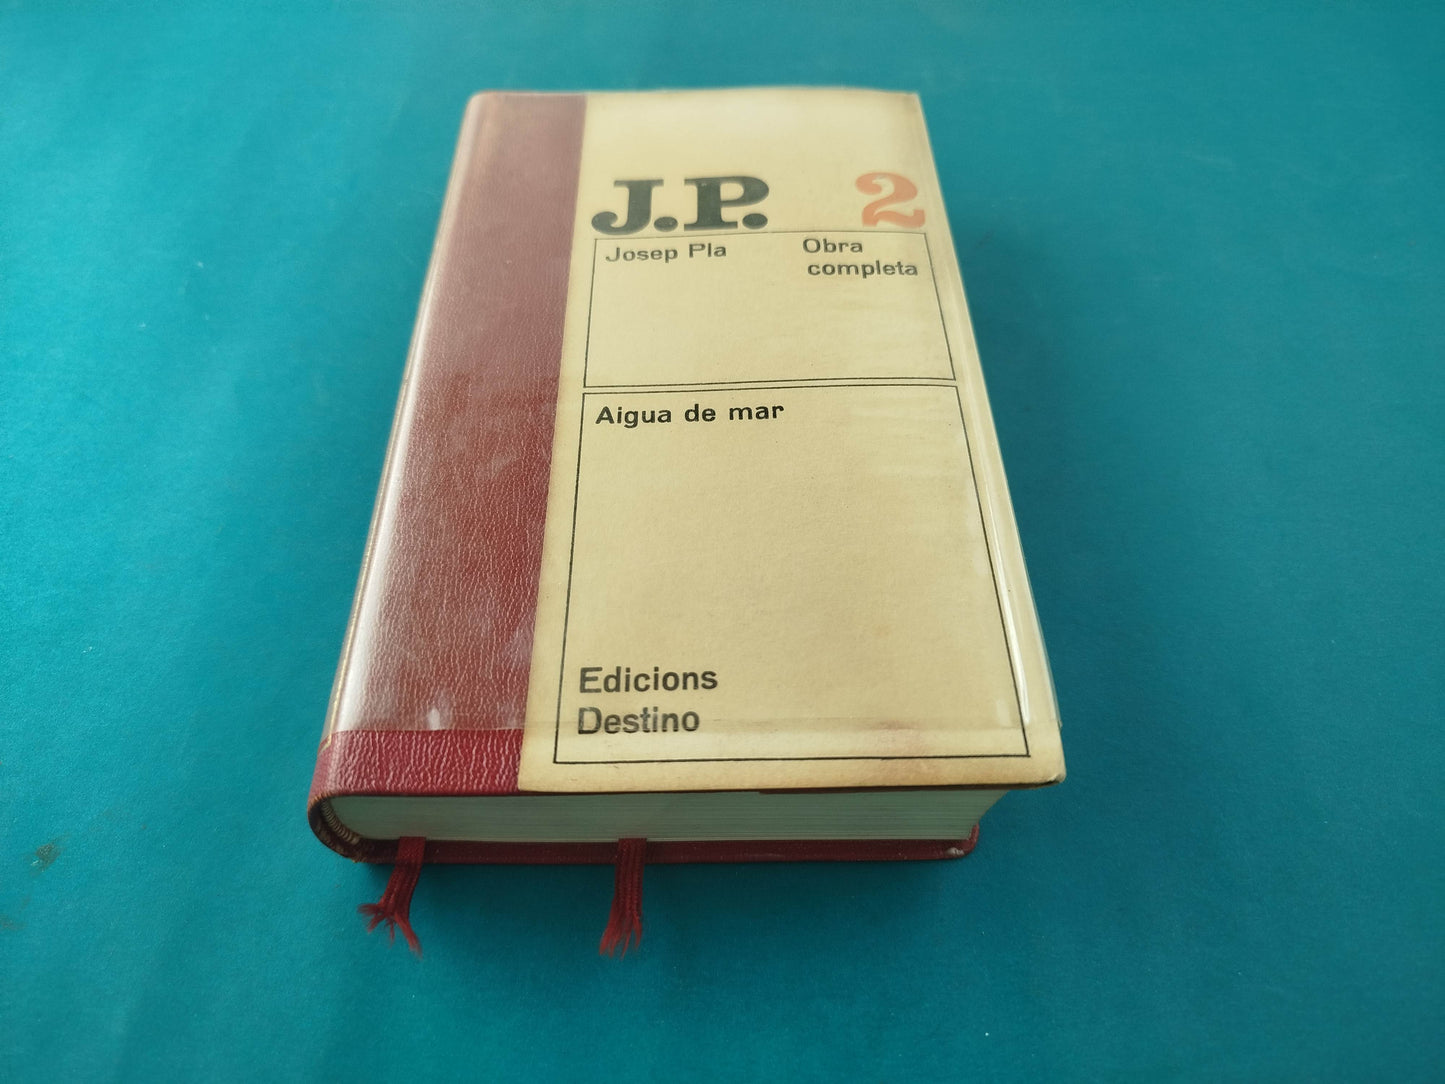 J.P. 2
Josep Pla Obra
completa
Aigua de mar
Edicions
Destino